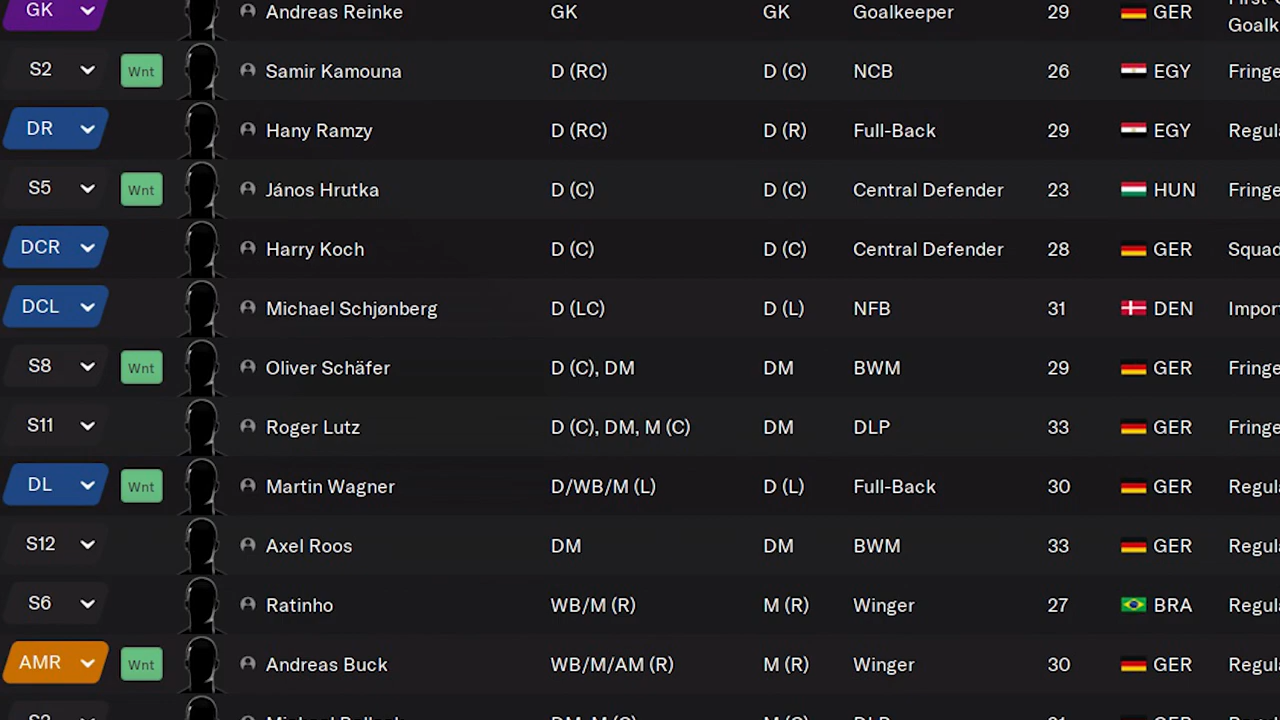 GK Andreas Reinke GK GK Goalkeeper 29 GER
Goalk
S2 Wnt Samir Kamouna D (RC) D (C) NCB 26 EGY Fringe
DR Hany Ramzy D (RC) D (R) Full-Back 29 EGY Regula
S5 Wnt János Hrutka D (C) D (C) Central Defender 23 HUN Fringe
DCR Harry Koch D (C) D (C) Central Defender 28 GER Squad
DCL Michael Schjønberg D (LC) D (L) NFB 31 DEN Impor
S8 Wnt Oliver Schäfer D (C), DM DM BWM 29 GER Fringe
S11 Roger Lutz D (C), DM, M (C) DM DLP 33 GER Fringe
DL Wnt Martin Wagner D/WB/M (L) D (L) Full-Back 30 GER Regula
S12 Axel Roos DM DM BWM 33 GER Regula
S6 Ratinho WB/M (R) M (R) Winger 27 BRA Regula
AMR Wnt Andreas Buck WB/M/AM (R) M (R) Winger 30 GER Regula